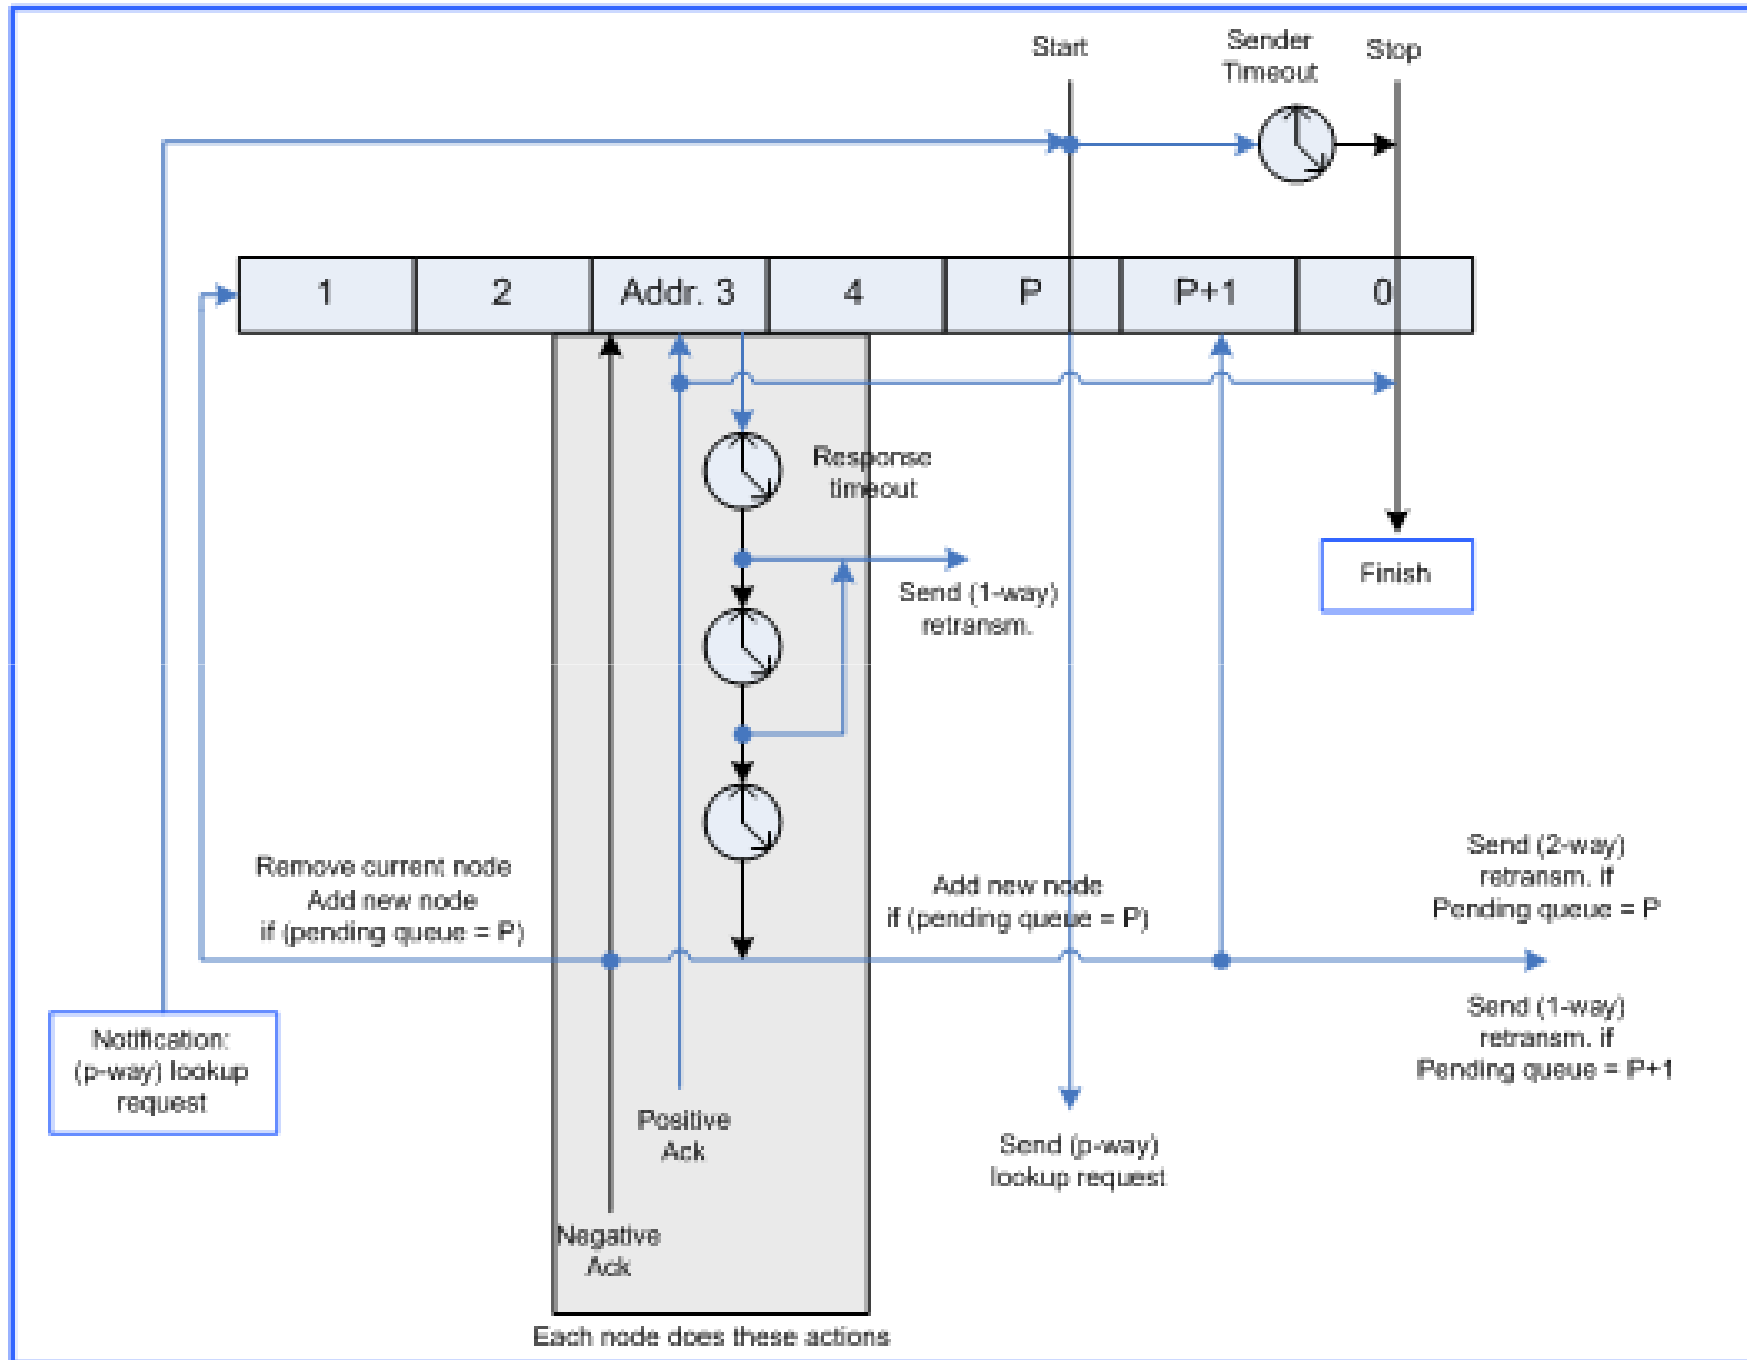 Start
Sender
Timeout
Stop
1
2
Addr. 3
4
P
P+1
0
Response
timeout
Send (1-way)
retransm.
Finish
Remove current node
Add new node
if (pending queue = P)
Add new node
if (pending queue = P)
Send (2-way)
retransm. if
Pending queue = P
Send (1-way)
retransm. if
Pending queue = P+1
Notification:
(p-way) lookup
request
Positive
Ack
Send (p-way)
lookup request
Negative
Ack
Each node does these actions